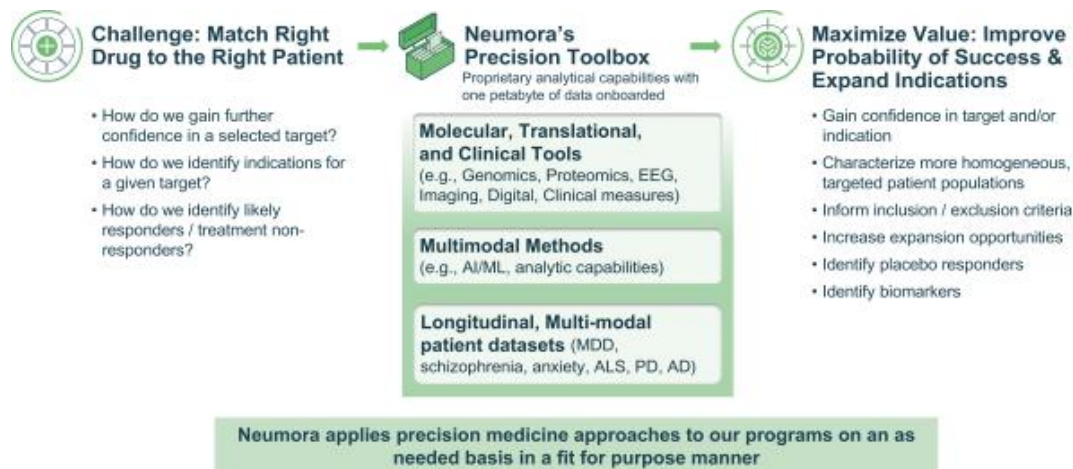 Challenge: Match Right
Drug to the Right Patient
• How do we gain further
confidence in a selected target?
• How do we identify indications for
a given target?
• How do we identify likely
responders / treatment non-
responders?
Neumora's
Precision Toolbox
Proprietary analytical capabilities with
one petabyte of data onboarded
Molecular, Translational,
and Clinical Tools
(e.g., Genomics, Proteomics, EEG,
Imaging, Digital, Clinical measures)
Multimodal Methods
(e.g., AI/ML, analytic capabilities)
Longitudinal, Multi-modal
patient datasets (MDD,
schizophrenia, anxiety, ALS, PD, AD)
Maximize Value: Improve
Probability of Success &
Expand Indications
• Gain confidence in target and/or
indication
• Characterize more homogeneous,
targeted patient populations
• Inform inclusion / exclusion criteria
• Increase expansion opportunities
• Identify placebo responders
• Identify biomarkers
Neumora applies precision medicine approaches to our programs on an as
needed basis in a fit for purpose manner